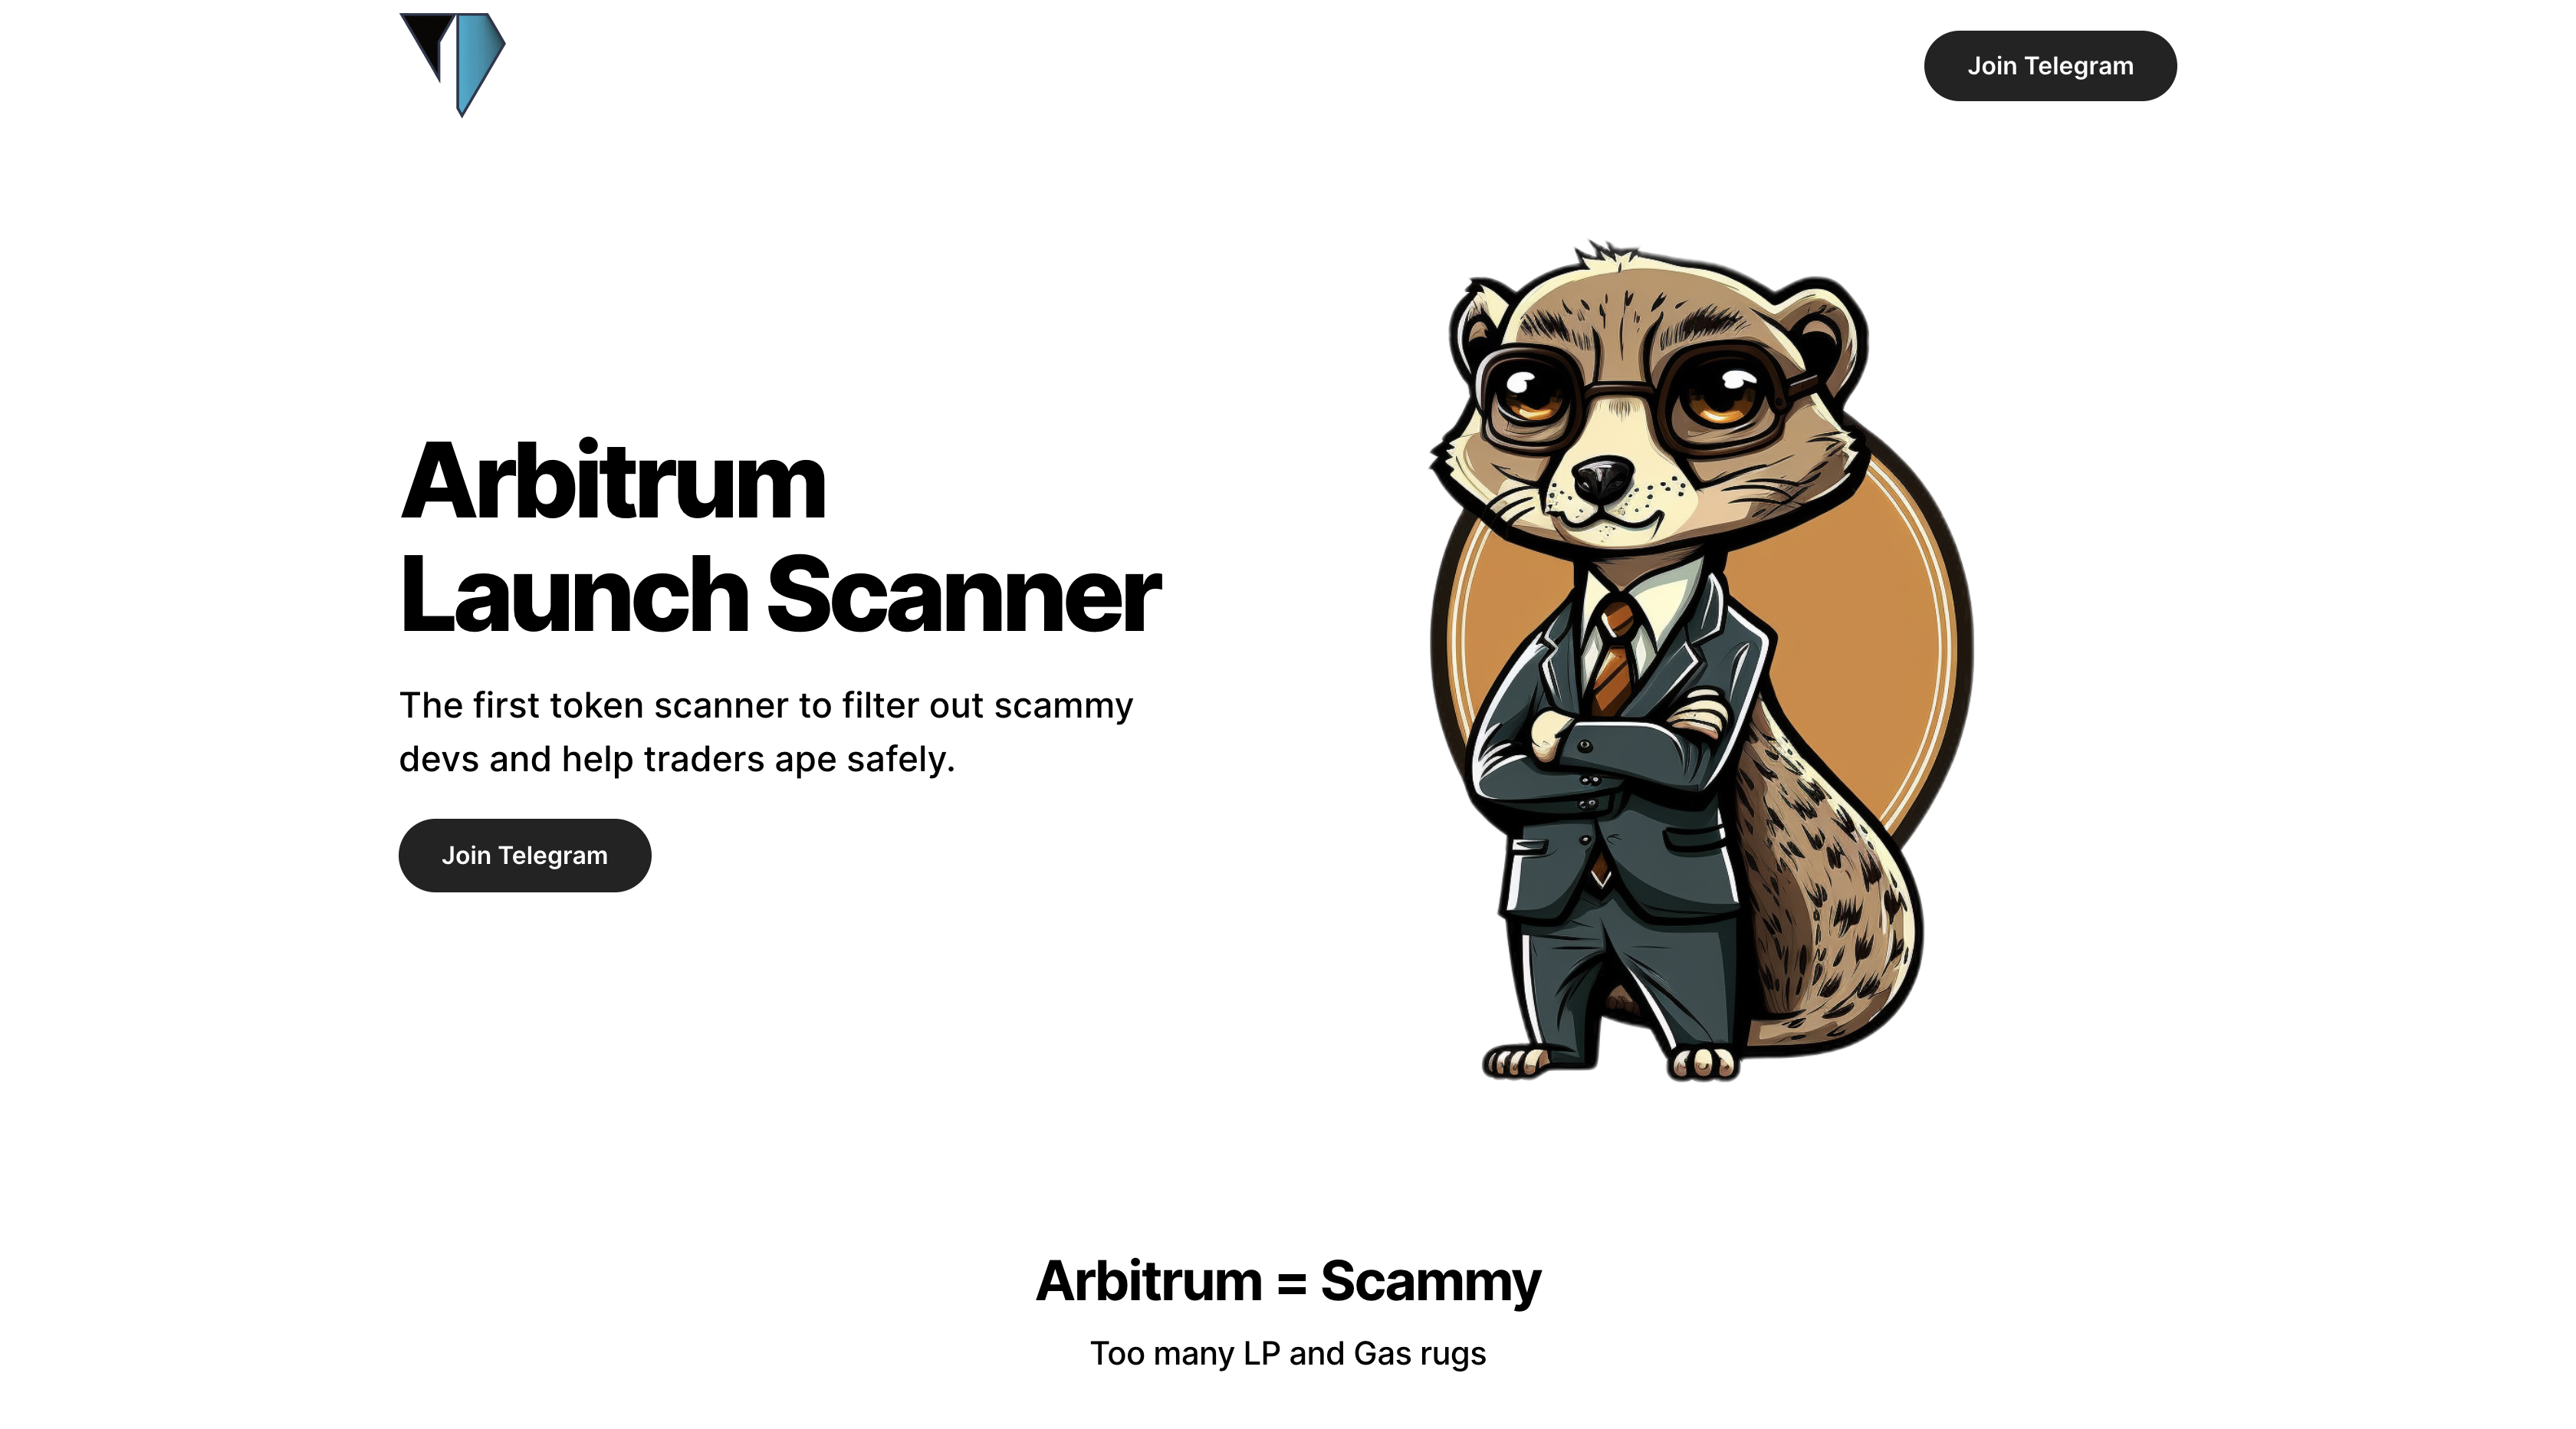 Join Telegram
Arbitrum
Launch Scanner
The first token scanner to filter out scammy
devs and help traders ape safely.
Join Telegram
Arbitrum = Scammy
Too many LP and Gas rugs